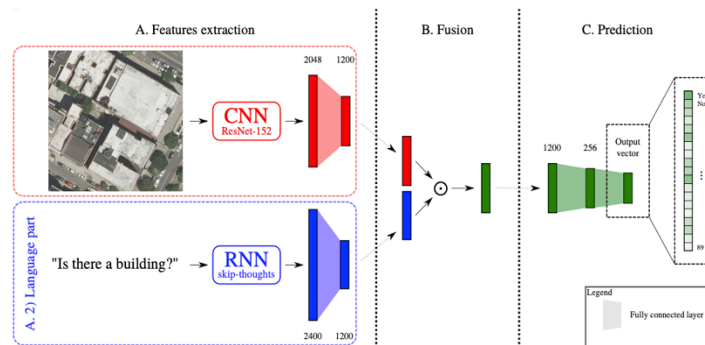 A. Features extraction
B. Fusion
C. Prediction
2048
1200
CNN
ResNet-152
1200
256
Output
vector
89
A. 2) Language part
"Is there a building?"
RNN
skip-thoughts
2400
1200
Legend
Fully connected layer